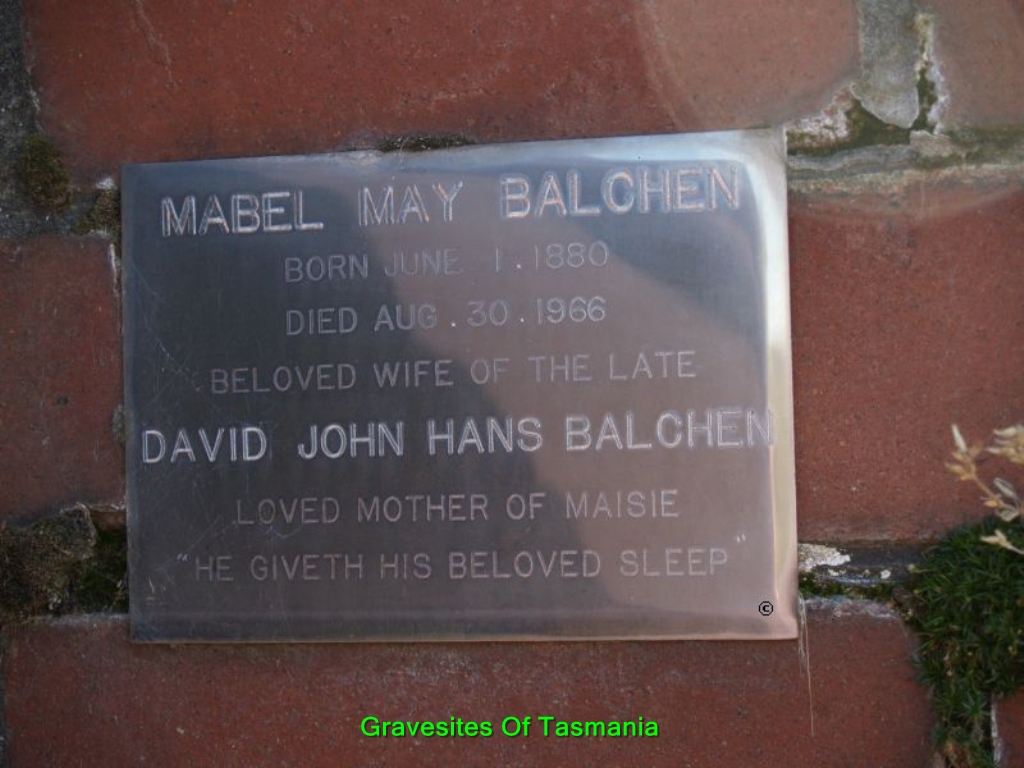 MABEL MAY BALCHEN
BORN JUNE 1.1880
DIED AUG.30.1966
BELOVED WIFE OF THE LATE
DAVID JOHN HANS BALCHEN
LOVED MOTHER OF MAISIE
"HE GIVETH HIS BELOVED SLEEP"
©
Gravesites Of Tasmania